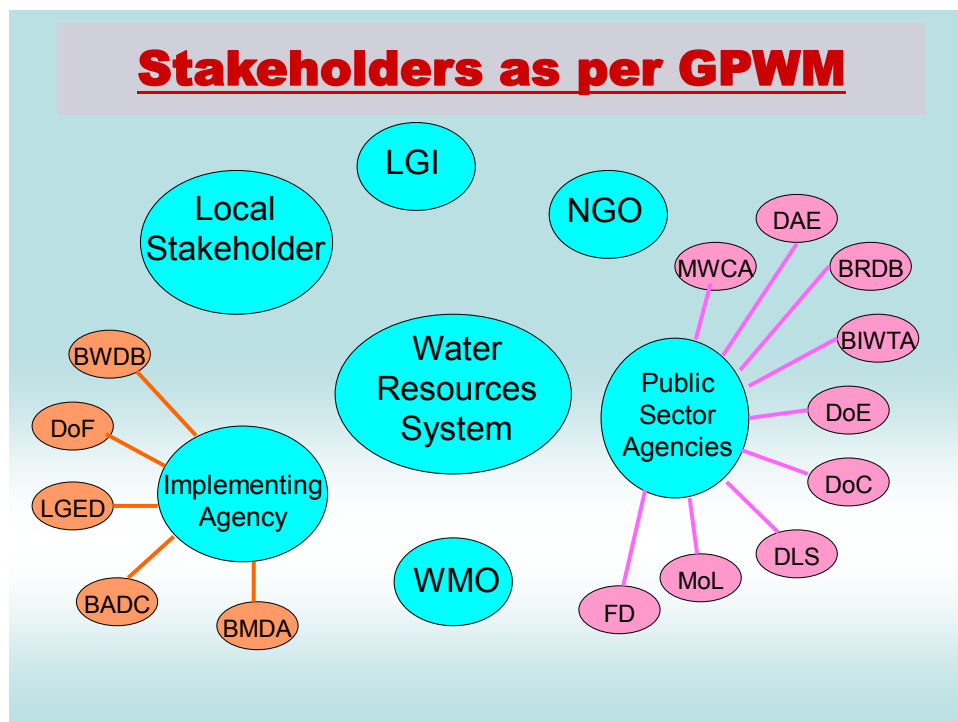 Stakeholders as per GPWM
LGI
Local
Stakeholder
NGO
DAE
MWCA
BRDB
BIWTA
DoE
DoC
DLS
MoL
FD
Public
Sector
Agencies
Water
Resources
System
BWDB
DoF
LGED
BADC
BMDA
Implementing
Agency
WMO